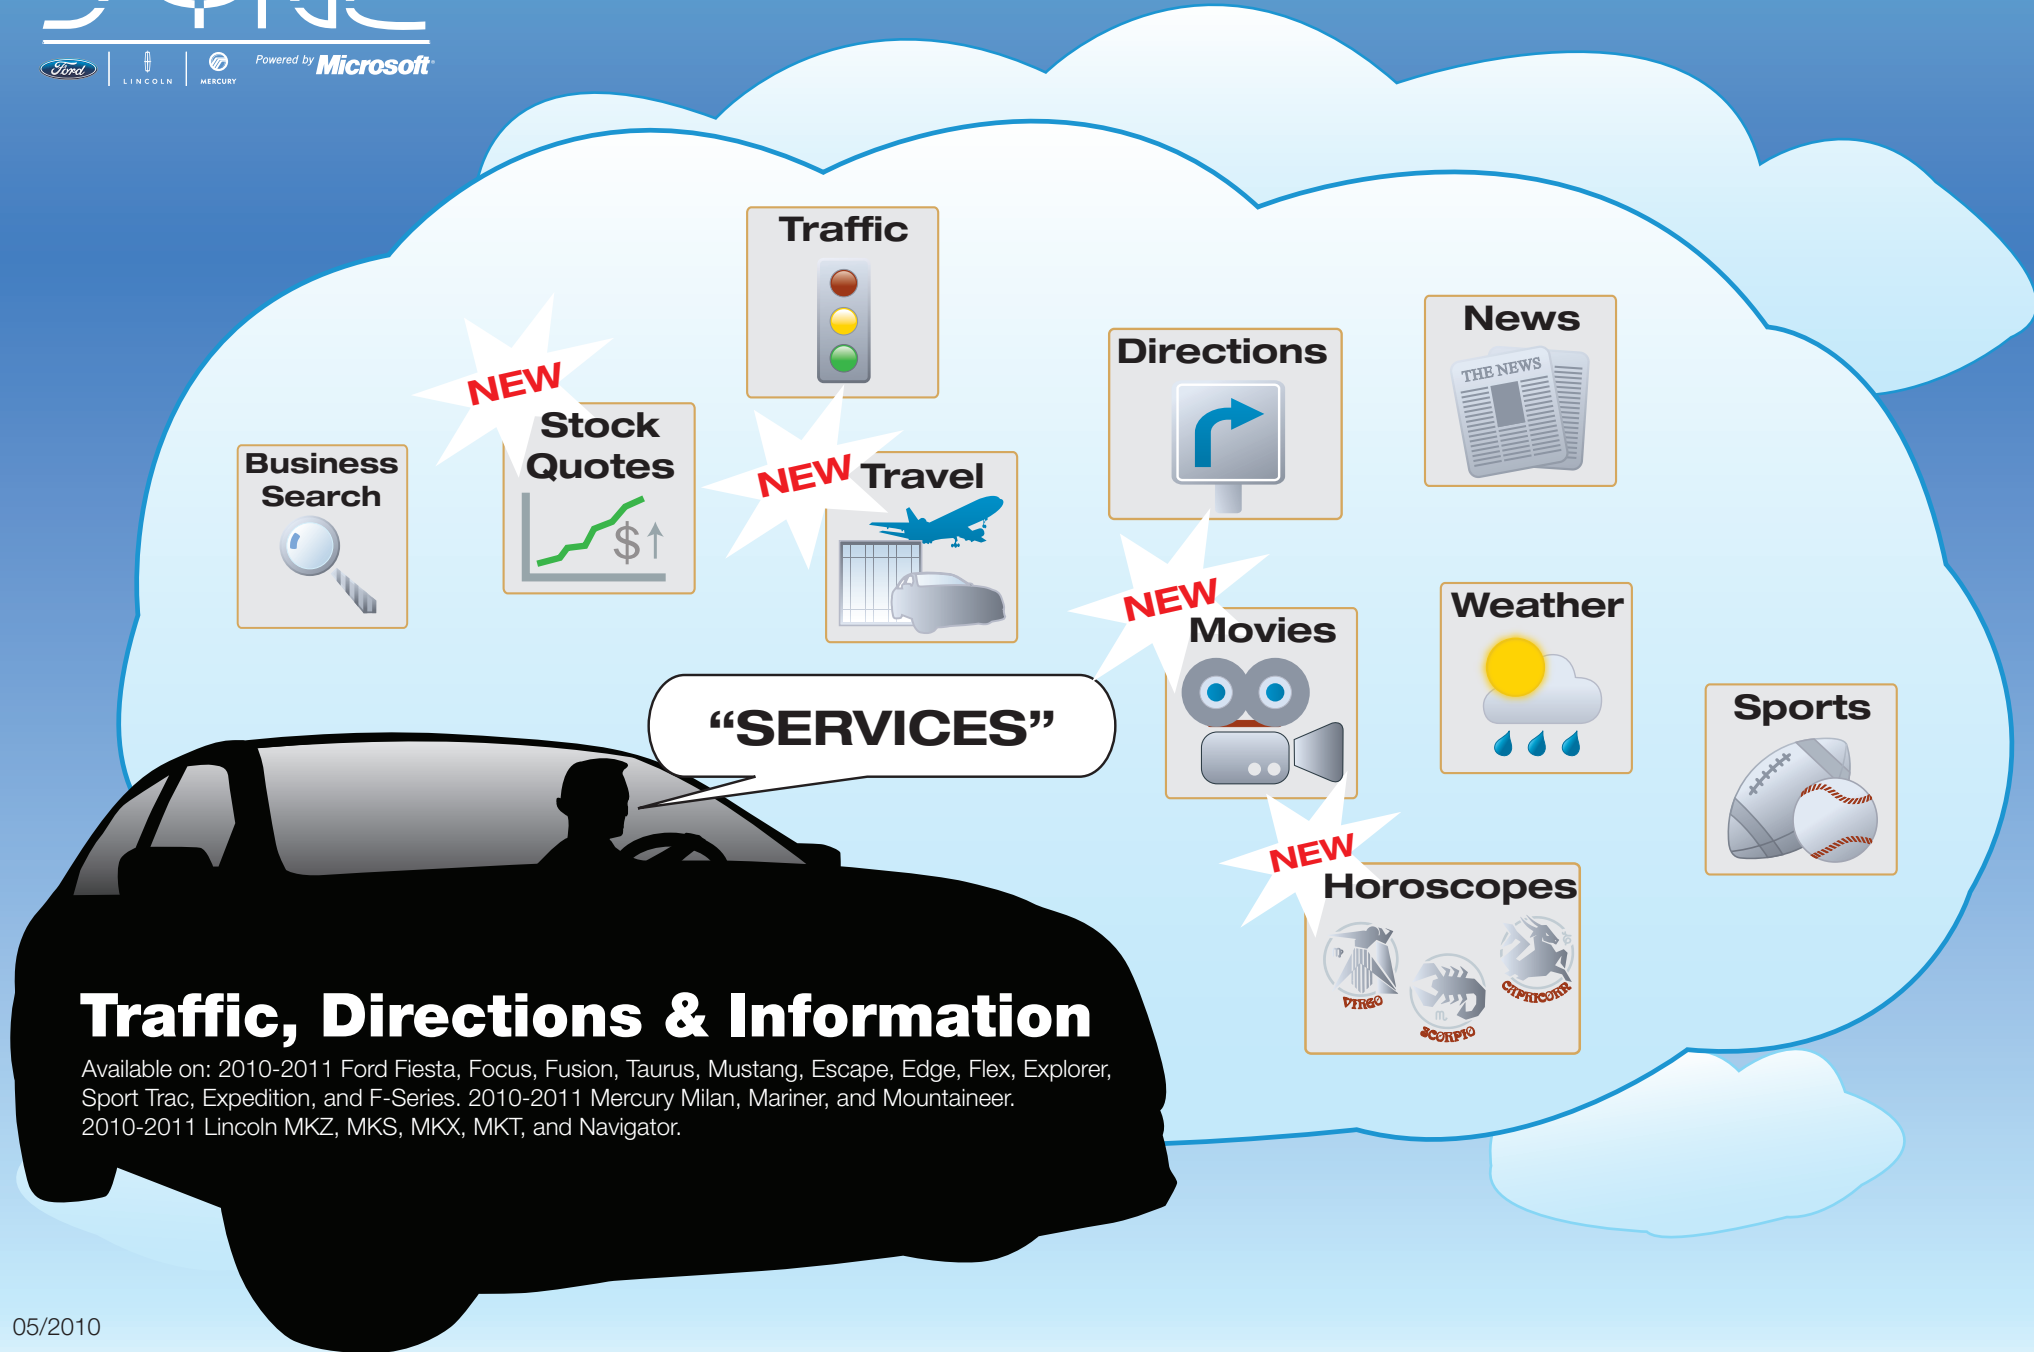 SYNC
Ford
LINCOLN
MERCURY
Powered by Microsoft
Traffic
News
THE NEWS
Directions
NEW
Stock
Quotes
$
Business
Search
NEW
Travel
NEW
Movies
Weather
"SERVICES"
Sports
NEW
Horoscopes
VIRGO
SCORPIO
CAPRICORN
Traffic, Directions & Information
Available on: 2010-2011 Ford Fiesta, Focus, Fusion, Taurus, Mustang, Escape, Edge, Flex, Explorer,
Sport Trac, Expedition, and F-Series. 2010-2011 Mercury Milan, Mariner, and Mountaineer.
2010-2011 Lincoln MKZ, MKS, MKX, MKT, and Navigator.
05/2010